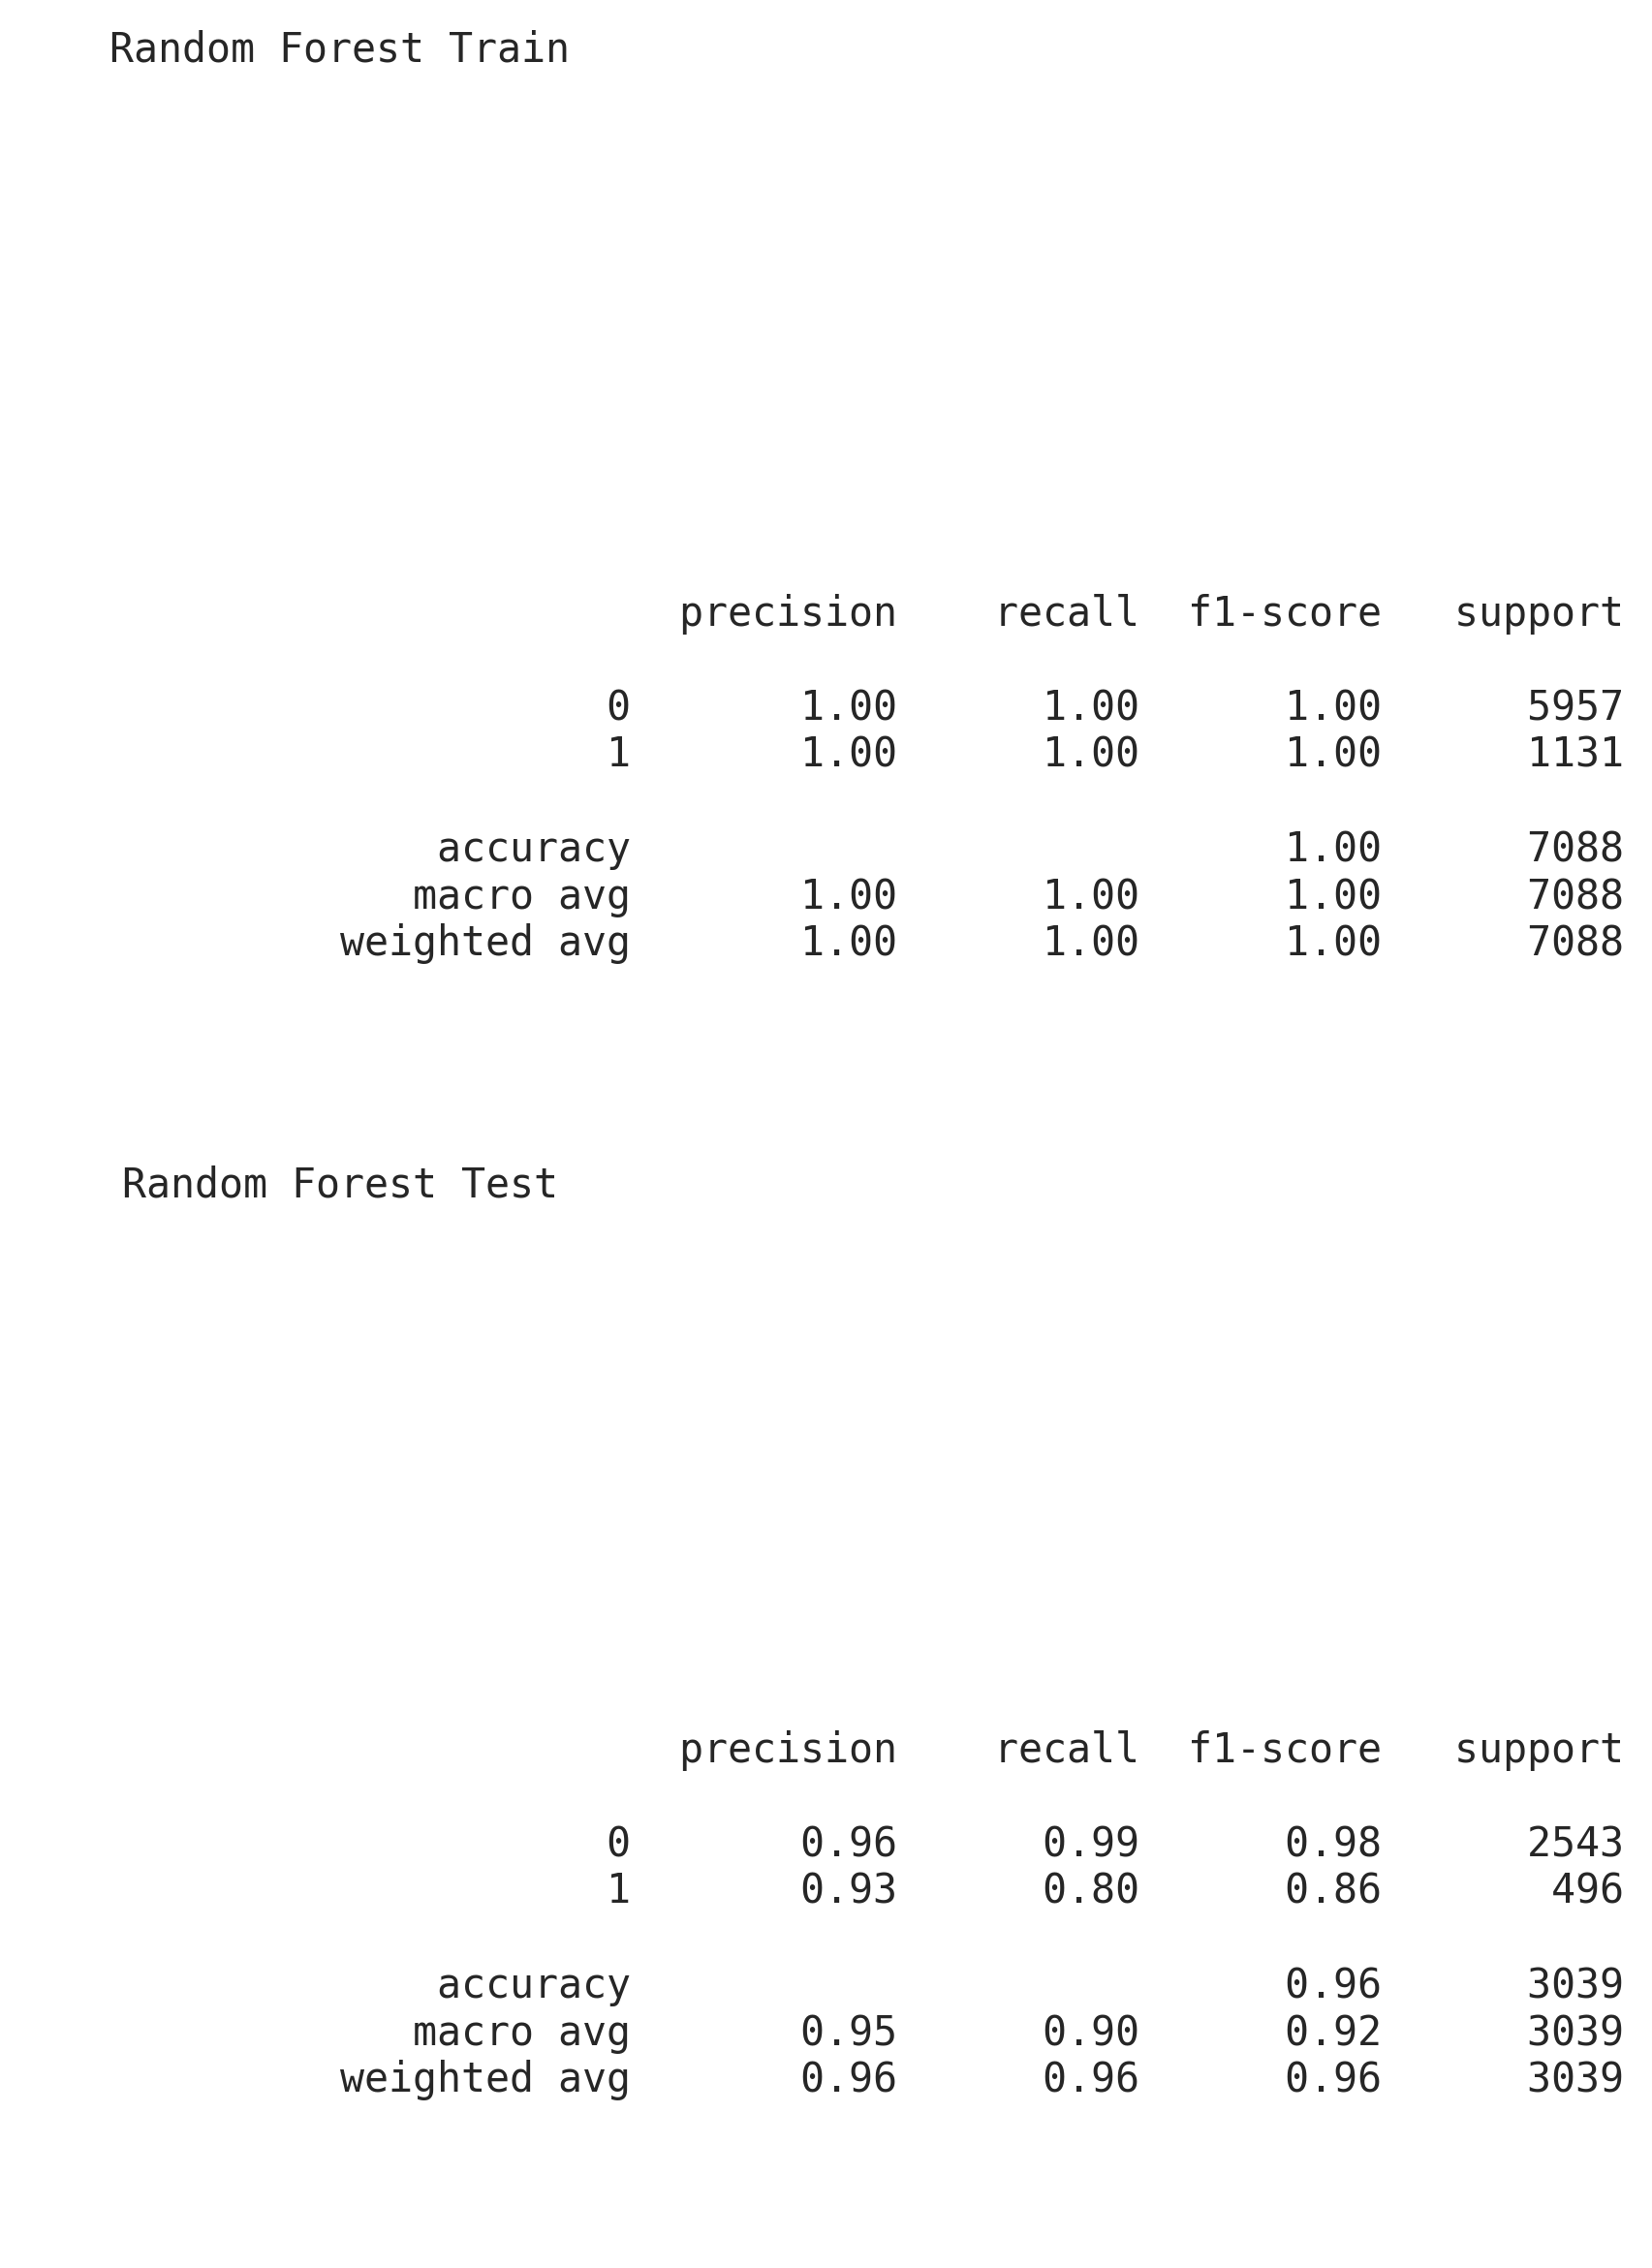 Random Forest Train
precision recall f1-score support
0 1.00 1.00 1.00 5957
1 1.00 1.00 1.00 1131
accuracy 1.00 7088
macro avg 1.00 1.00 1.00 7088
weighted avg 1.00 1.00 1.00 7088
Random Forest Test
precision recall f1-score support
0 0.96 0.99 0.98 2543
1 0.93 0.80 0.86 496
accuracy 0.96 3039
macro avg 0.95 0.90 0.92 3039
weighted avg 0.96 0.96 0.96 3039